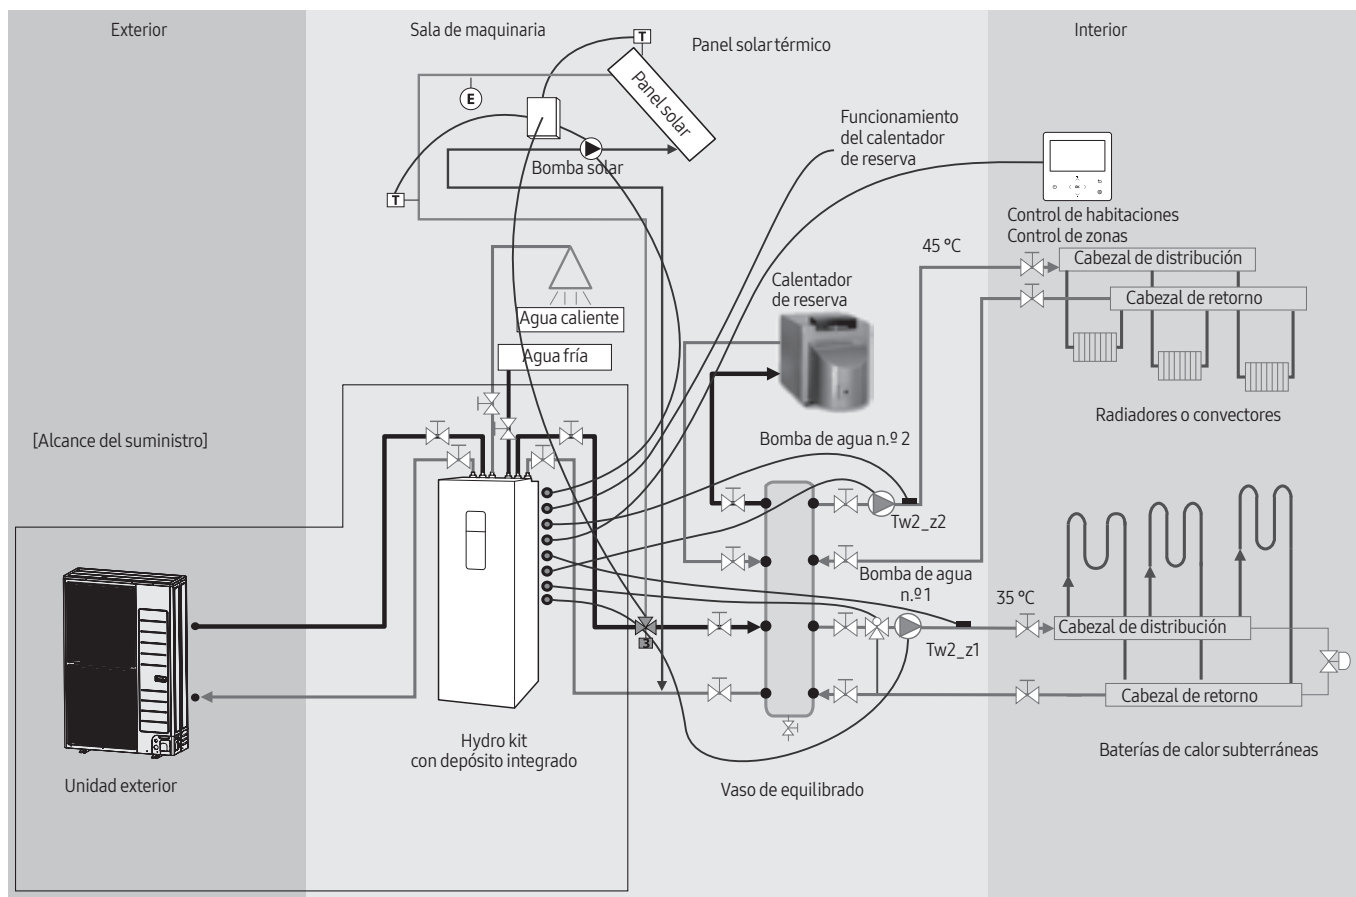 Exterior
Sala de maquinaria
Panel solar térmico
Interior
T
E
Panel solar
Bomba solar
T
Funcionamiento
del calentador
de reserva
Control de habitaciones
Control de zonas
45 °C
Cabezal de distribución
Cabezal de retorno
Calentador
de reserva
Agua caliente
Agua fría
Radiadores o convectores
[Alcance del suministro]
Bomba de agua n.º 2
Tw2_z2
Bomba de agua
n.º 1
35 °C
Cabezal de distribución
3
Tw2_z1
Cabezal de retorno
Hydro kit
con depósito integrado
Baterías de calor subterráneas
Unidad exterior
Vaso de equilibrado